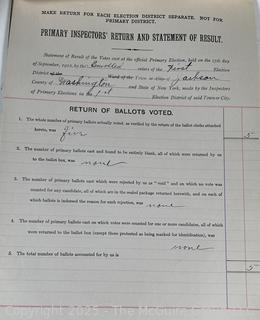 MAKE RETURN FOR EACH ELECTION DISTRICT SEPARATE. NOT FOR
PRIMARY DISTRICT.
PRIMARY INSPECTORS' RETURN AND STATEMENT OF RESULT.
Statement of Result of the Votes cast at the official Primary Election, held on the 17th day
of September, by the Enrolled voters of the First Election
District of the Ward of the Town or City of Jackson
County of Washington and State of New York, made by the Inspectors
of Primary Elections in the 1st Election District of said Town or City.
RETURN OF BALLOTS VOTED.
1. The whole number of primary ballots actually voted, as verified by the return of the ballot clerks attached
hereto, was five 5
2. The number of primary ballots cast and found to be entirely blank, all of which were returned by us
to the ballot box, was none
3. The number of primary ballots cast which were rejected by us as "void" and on which no vote was
counted for any candidate, all of which are in the sealed package returned herewith, and on each of
which ballots is indorsed the reason for such rejection, was none
4. The number of primary ballots cast on which votes were counted for one or more candidates, all of which
were returned to the ballot box (except those protested as being marked for identification), was
none
5. The total number of ballots accounted for by us is 5
Copyright © 2025 - The McGuire